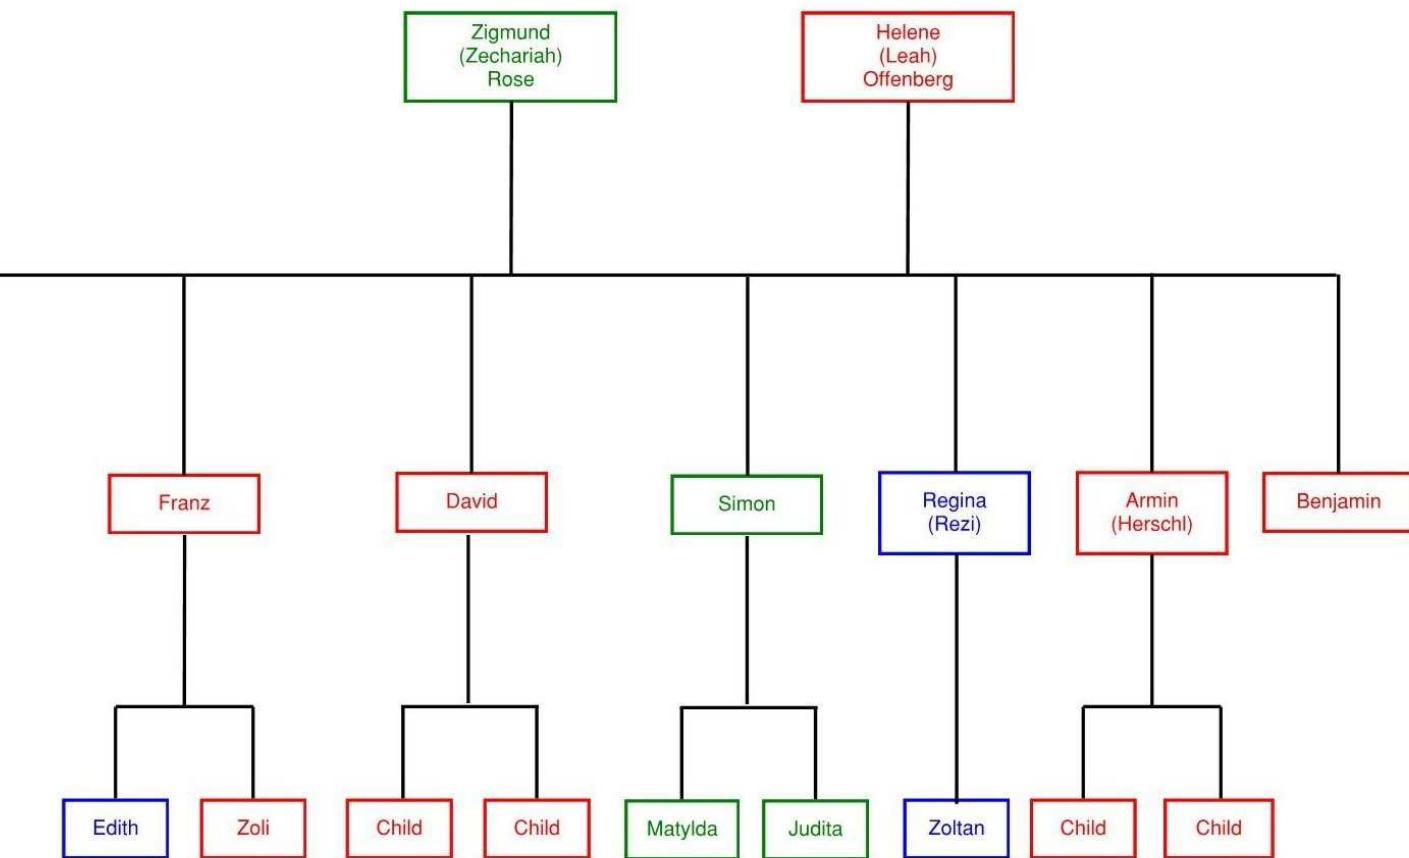 Zigmund
(Zechariah)
Rose
Helene
(Leah)
Offenberg
Franz
David
Simon
Regina
(Rezi)
Armin
(Herschl)
Benjamin
Edith
Zoli
Child
Child
Matylda
Judita
Zoltan
Child
Child